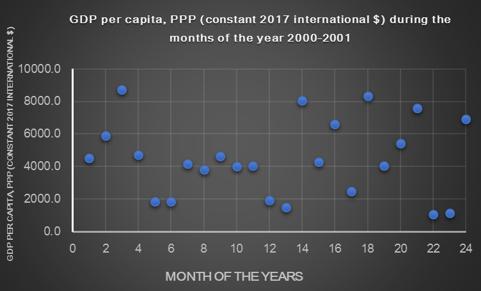 GDP per capita, PPP (constant 2017 international $) during the
months of the year 2000-2001
GDP PER CAPITA, PPP (CONSTANT 2017 INTERNATIONAL $)
10000.0
8000.0
6000.0
4000.0
2000.0
0.0
0 2 4 6 8 10 12 14 16 18 20 22 24
MONTH OF THE YEARS